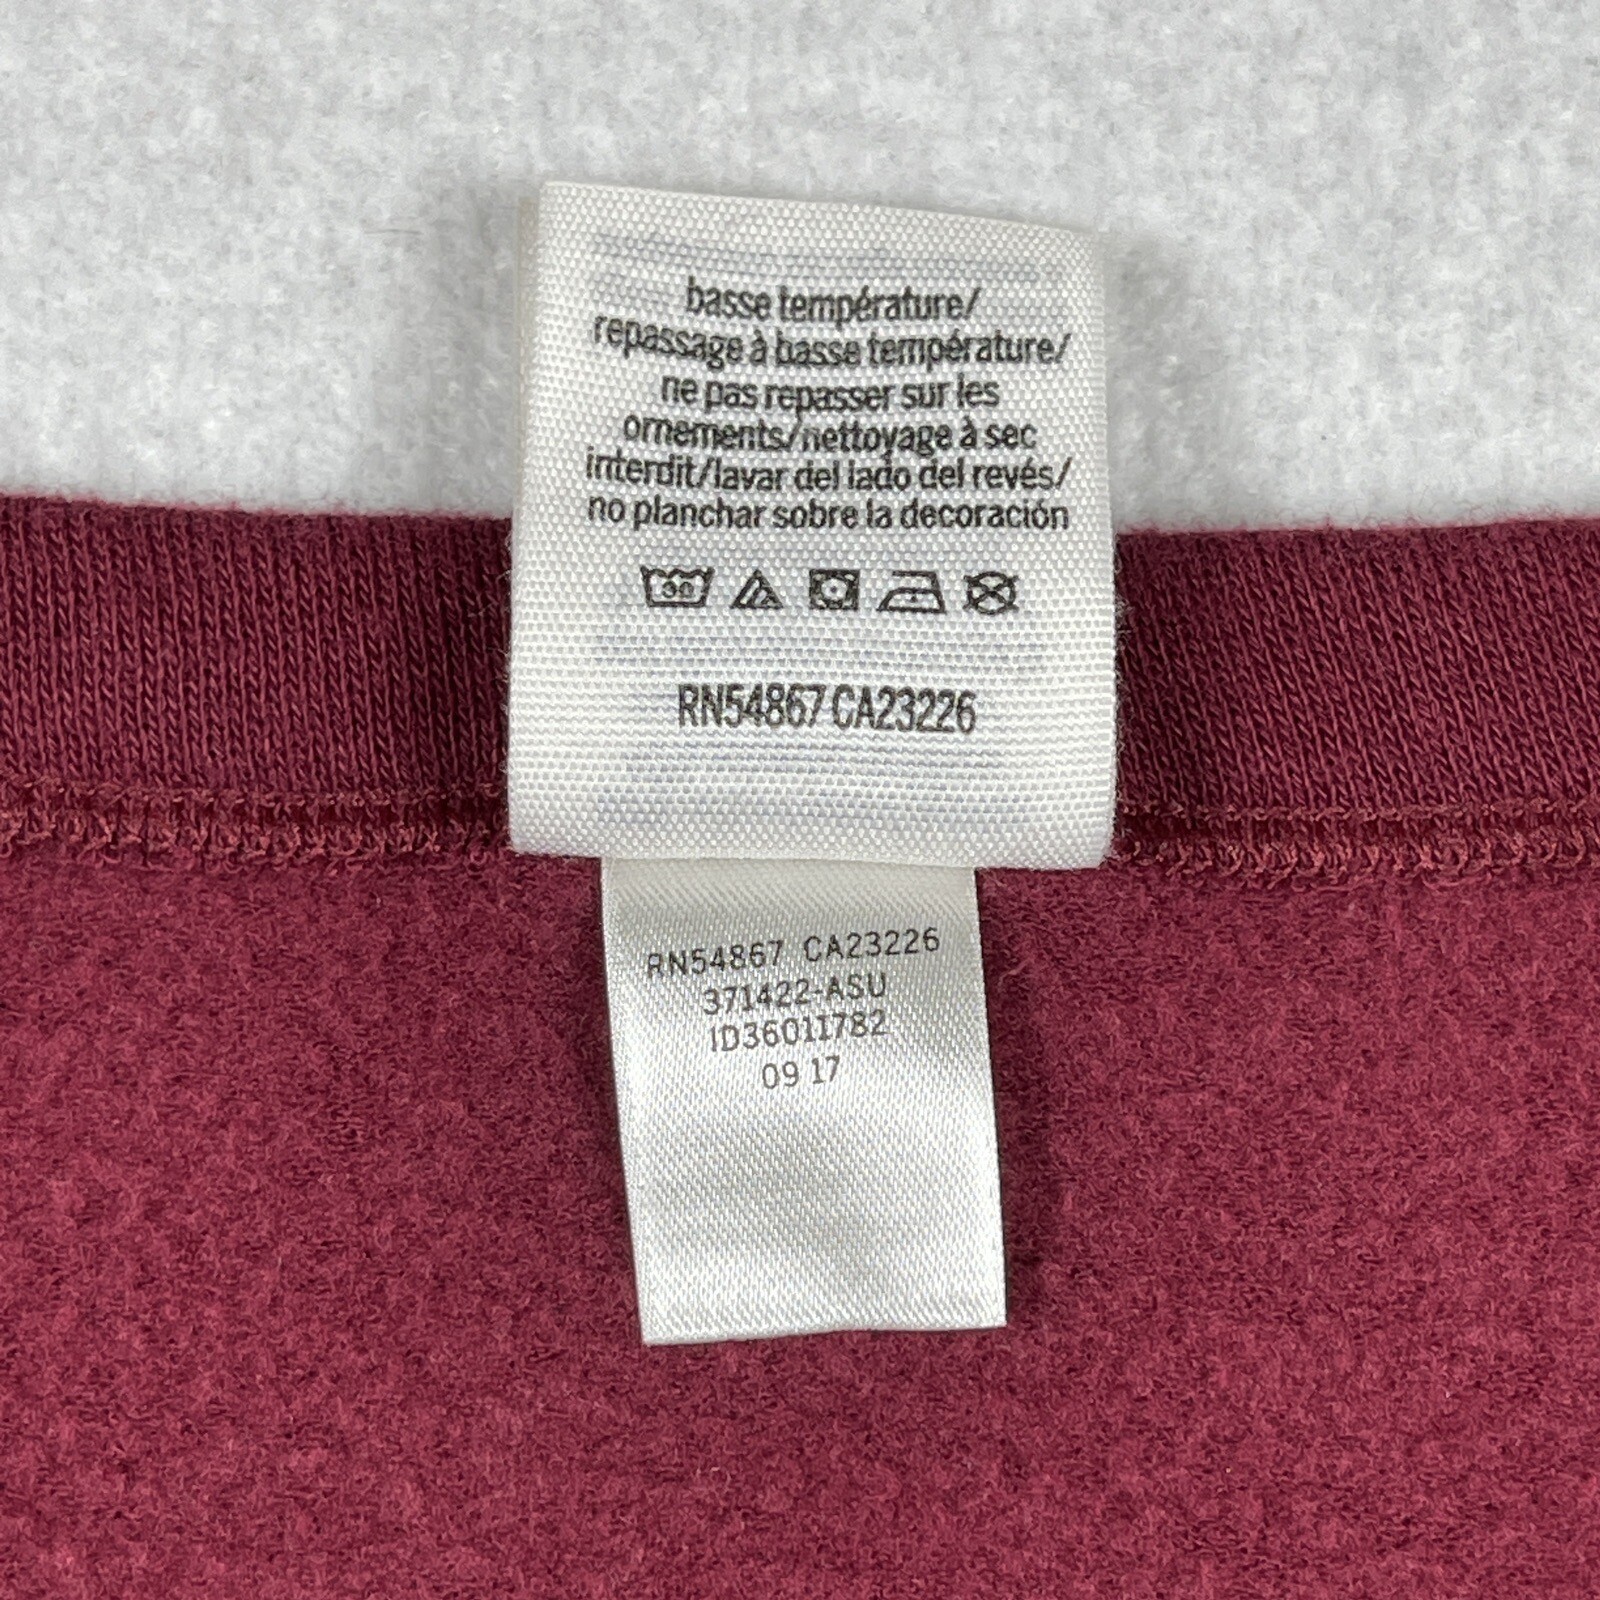 basse température/
repassage à basse température/
ne pas repasser sur les
ornements/nettoyage à sec
interdit/lavar del lado del revés/
no planchar sobre la decoración
30
RN54867 CA23226
RN54867 CA23226
371422-ASU
ID36011782
09 17